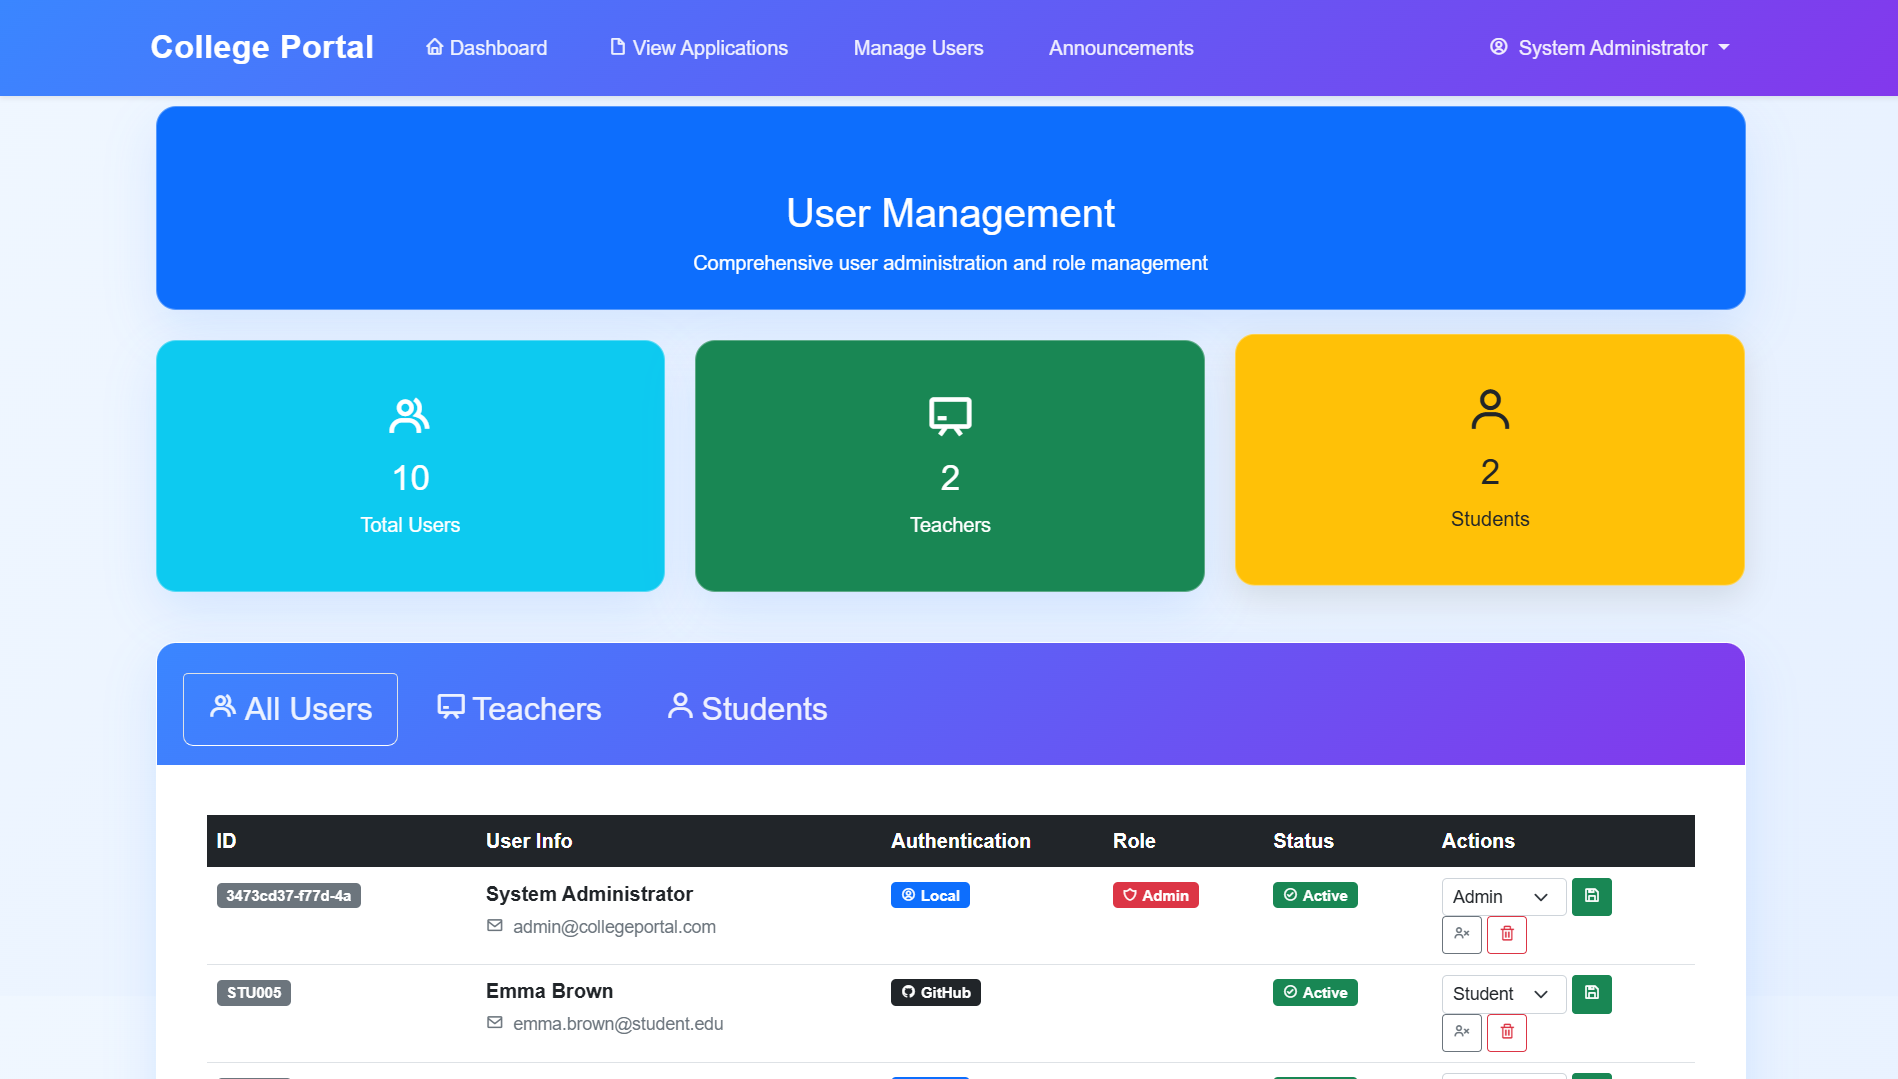 College Portal Dashboard View Applications Manage Users Announcements System Administrator
User Management
Comprehensive user administration and role management
10
Total Users
2
Teachers
2
Students
All Users Teachers Students
ID User Info Authentication Role Status Actions
3473cd37-f77d-4a System Administrator Local Admin Active Admin
admin@collegeportal.com
STU005 Emma Brown GitHub Active Student
emma.brown@student.edu